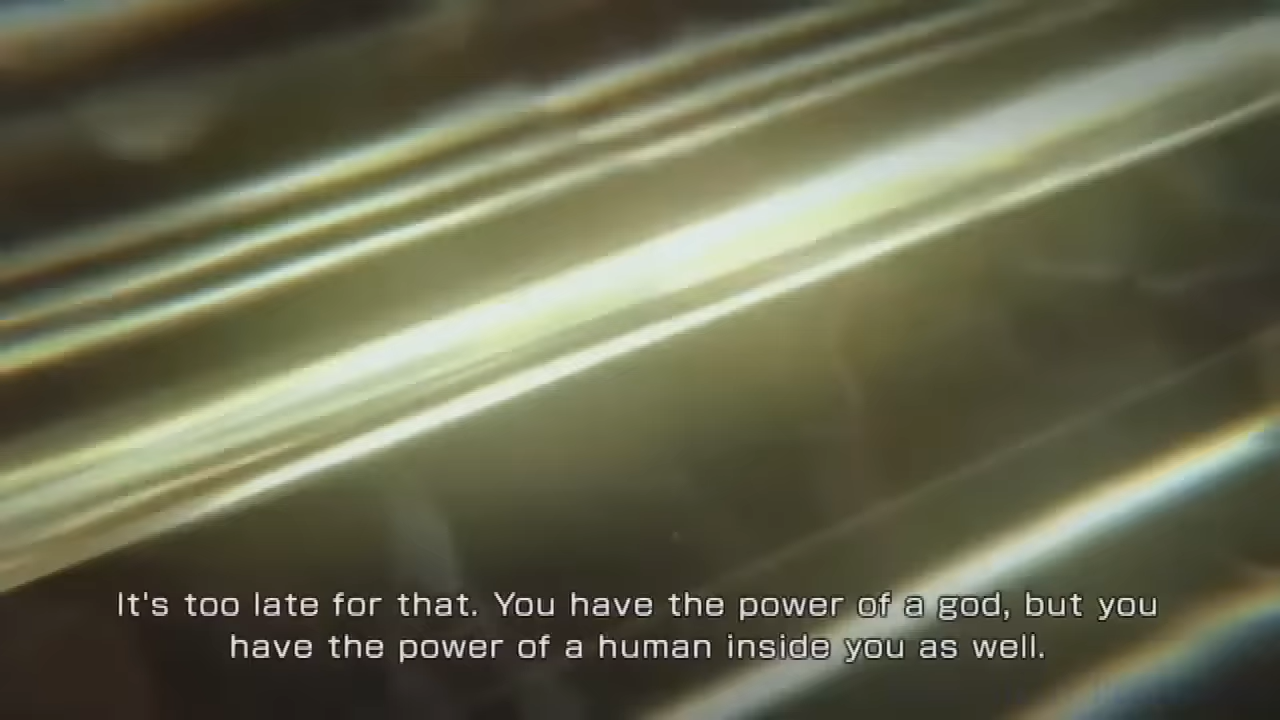 It's too late for that. You have the power of a god, but you
have the power of a human inside you as well.